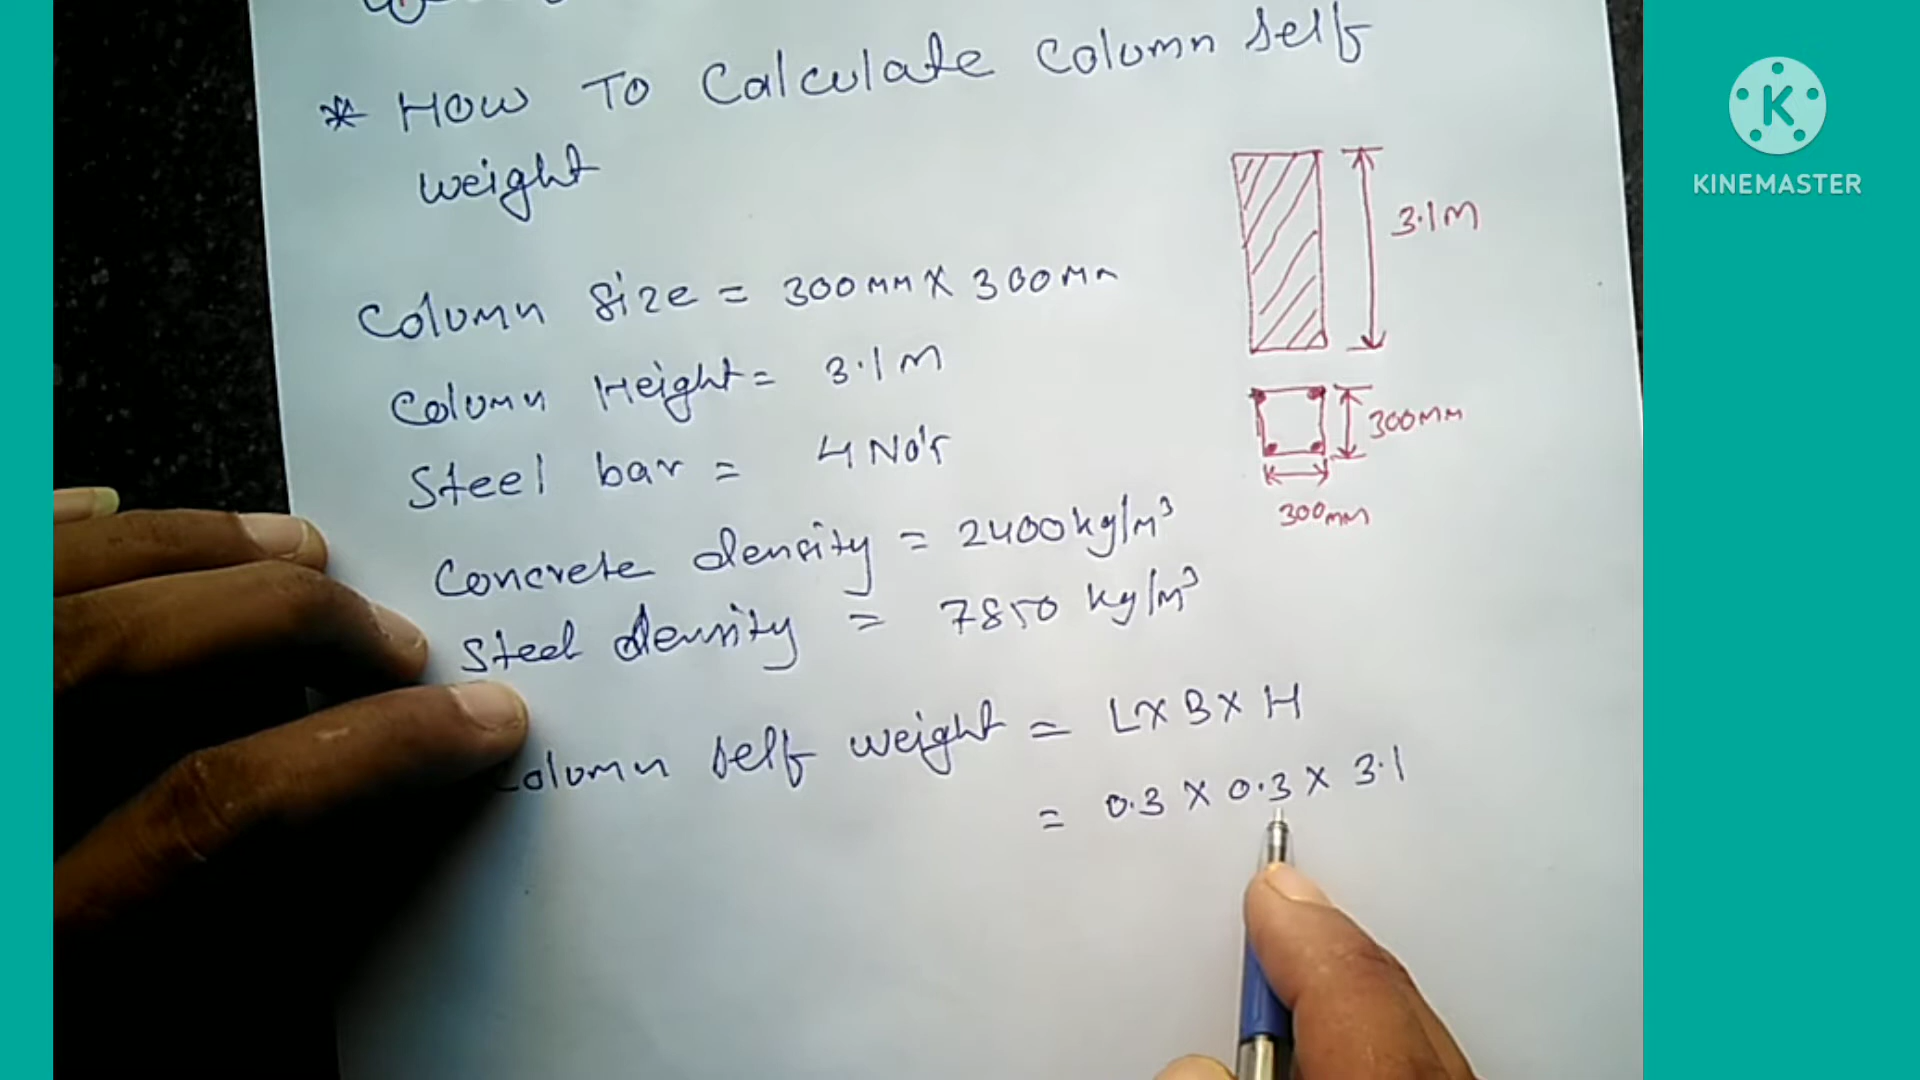 * HOW TO Calculate Column self
weight
Column Size = 300mm X 300mm
Column Height = 3.1M
Steel bar = 4 No's
Concrete density = 2400 kg/m³
Steel density = 7850 kg/m³
Column self weight = L X B X H
= 0.3 X 0.3 X 3.1
3.1M
300mm
300mm
K
KINEMASTER